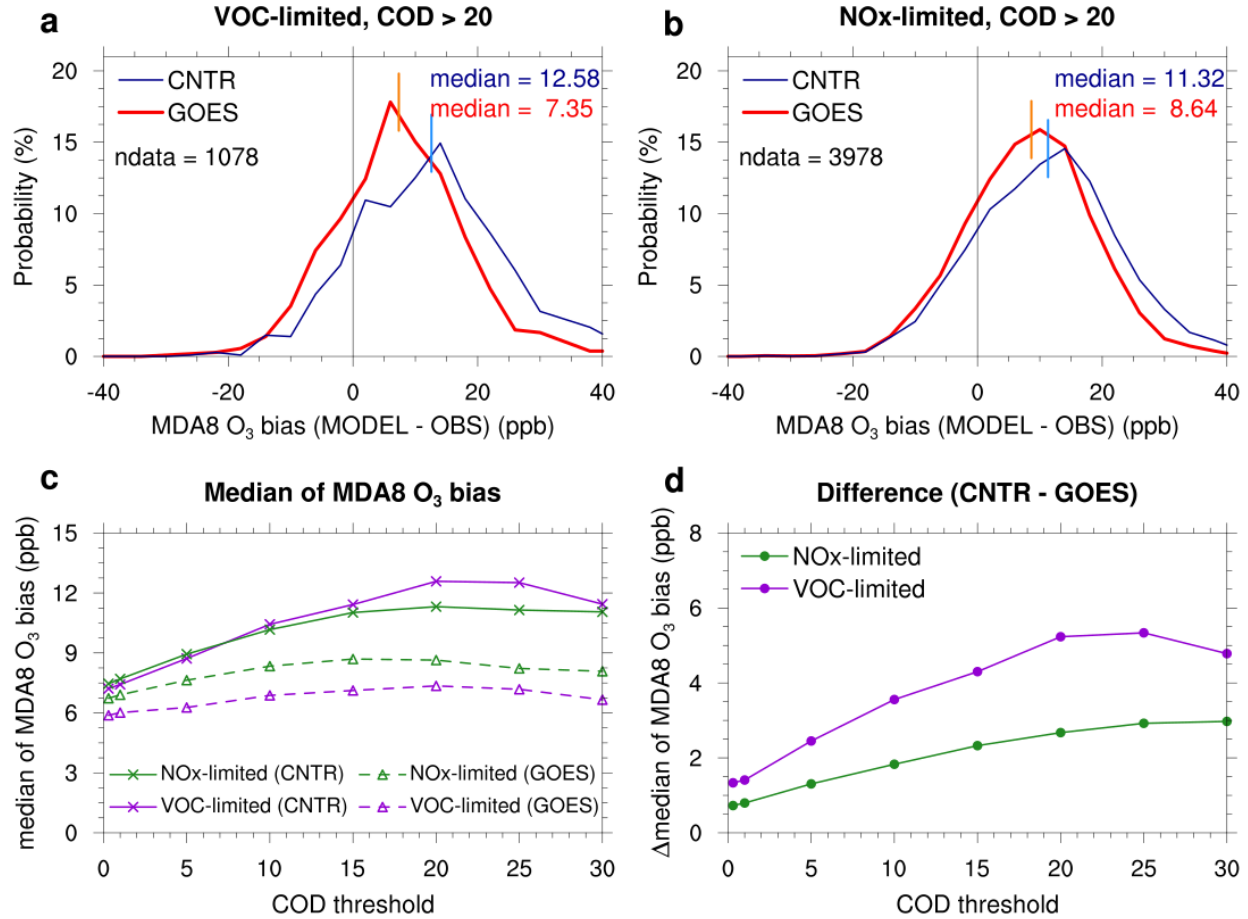 a
VOC-limited, COD > 20
CNTR
GOES
median = 12.58
median = 7.35
ndata = 1078
Probability (%)
20
15
10
5
0
-40 -20 0 20 40
MDA8 O₃ bias (MODEL - OBS) (ppb)
b
NOx-limited, COD > 20
CNTR
GOES
median = 11.32
median = 8.64
ndata = 3978
Probability (%)
20
15
10
5
0
-40 -20 0 20 40
MDA8 O₃ bias (MODEL - OBS) (ppb)
c
Median of MDA8 O₃ bias
median of MDA8 O₃ bias (ppb)
15
12
9
6
3
0
NOx-limited (CNTR) NOx-limited (GOES)
VOC-limited (CNTR) VOC-limited (GOES)
0 5 10 15 20 25 30
COD threshold
d
Difference (CNTR - GOES)
Δmedian of MDA8 O₃ bias (ppb)
8
6
4
2
0
NOx-limited
VOC-limited
0 5 10 15 20 25 30
COD threshold